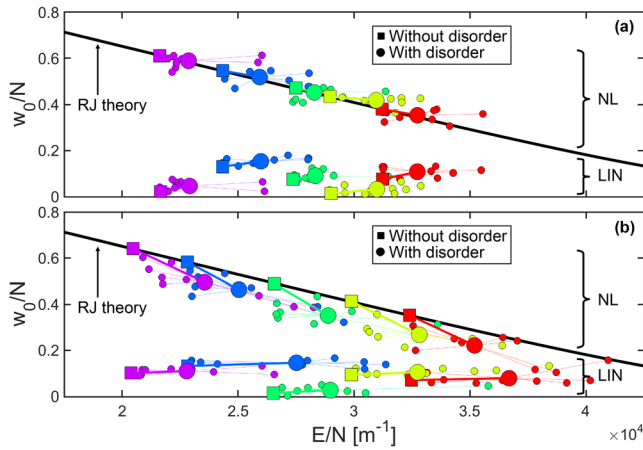 0.8
(a)
Without disorder
With disorder
0.6
w₀/N
NL
0.4
RJ theory
0.2
LIN
0
0.8
(b)
Without disorder
With disorder
0.6
w₀/N
NL
0.4
RJ theory
0.2
LIN
0
2 2.5 3 3.5 4
E/N [m⁻¹] ×10⁴